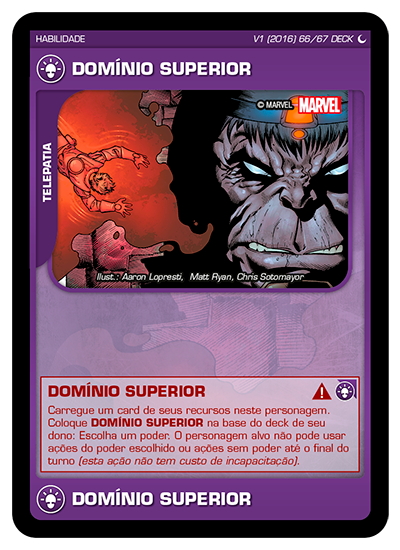 HABILIDADE
V1 (2016) 66/67 DECK
DOMÍNIO SUPERIOR
TELEPATIA
© MARVEL MARVEL
Ilust.: Aaron Lopresti, Matt Ryan, Chris Sotomayor
DOMÍNIO SUPERIOR
Carregue um card de seus recursos neste personagem.
Coloque DOMÍNIO SUPERIOR na base do deck de seu
dono: Escolha um poder. O personagem alvo não pode usar
ações do poder escolhido ou ações sem poder até o final do
turno (esta ação não tem custo de incapacitação).
DOMÍNIO SUPERIOR